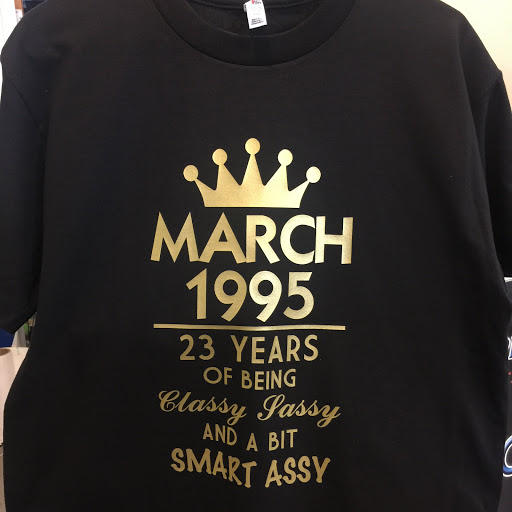 MARCH
1995
23 YEARS
OF BEING
Classy Sassy
AND A BIT
SMART ASSY